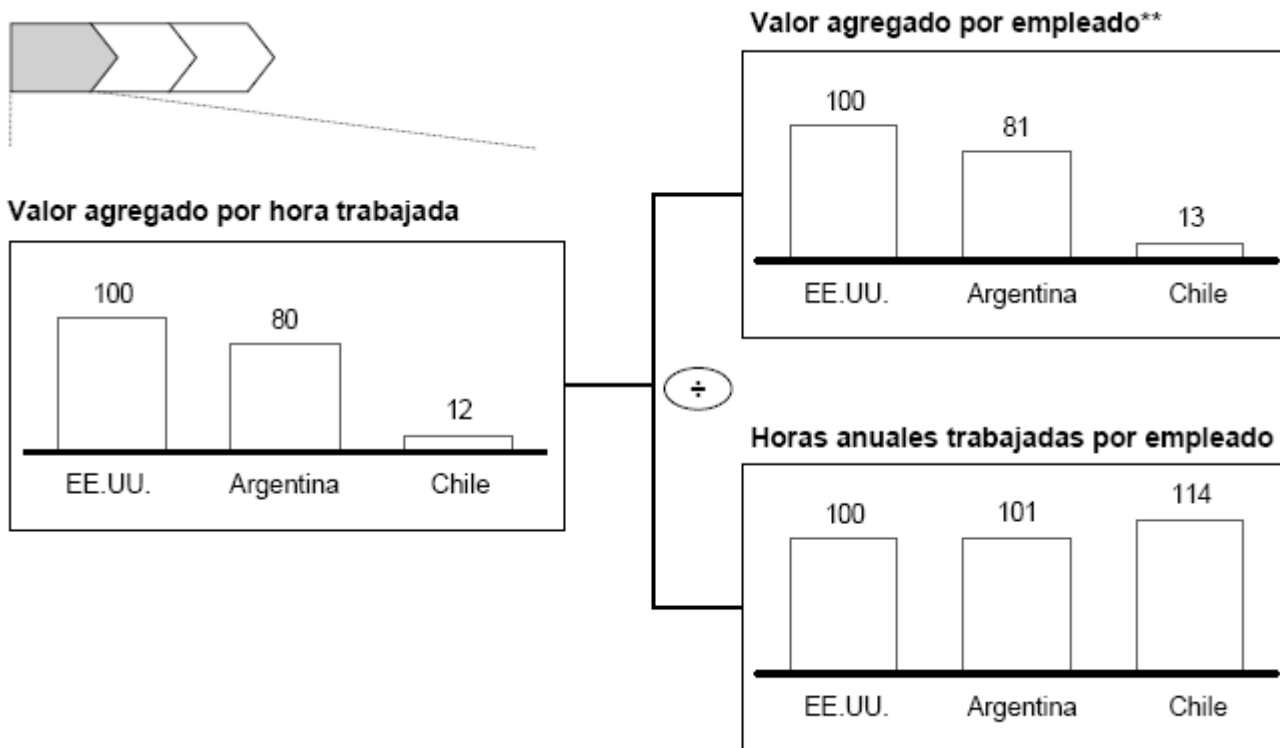 Valor agregado por empleado**
100
81
13
EE.UU.
Argentina
Chile
Valor agregado por hora trabajada
100
80
12
EE.UU.
Argentina
Chile
÷
Horas anuales trabajadas por empleado
100
101
114
EE.UU.
Argentina
Chile